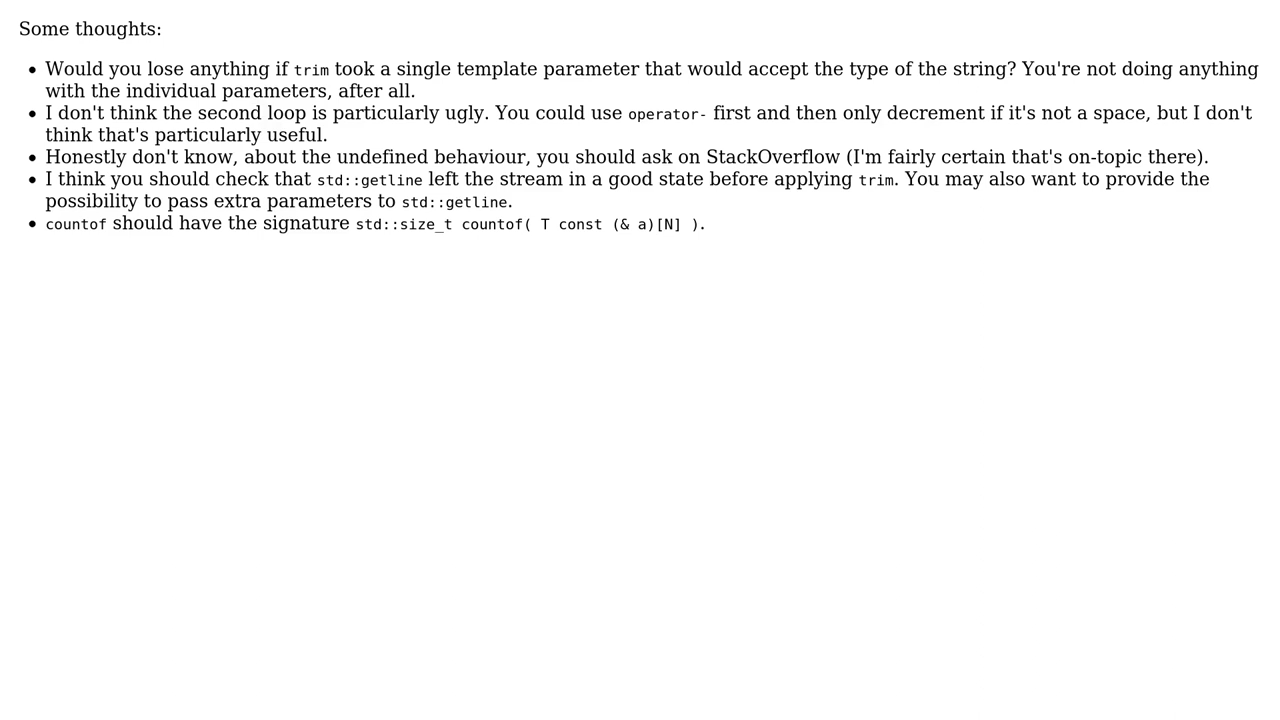 Some thoughts:
• Would you lose anything if trim took a single template parameter that would accept the type of the string? You're not doing anything
with the individual parameters, after all.
• I don't think the second loop is particularly ugly. You could use operator- first and then only decrement if it's not a space, but I don't
think that's particularly useful.
• Honestly don't know, about the undefined behaviour, you should ask on StackOverflow (I'm fairly certain that's on-topic there).
• I think you should check that std::getline left the stream in a good state before applying trim. You may also want to provide the
possibility to pass extra parameters to std::getline.
• countof should have the signature std::size_t countof( T const (& a)[N] ).